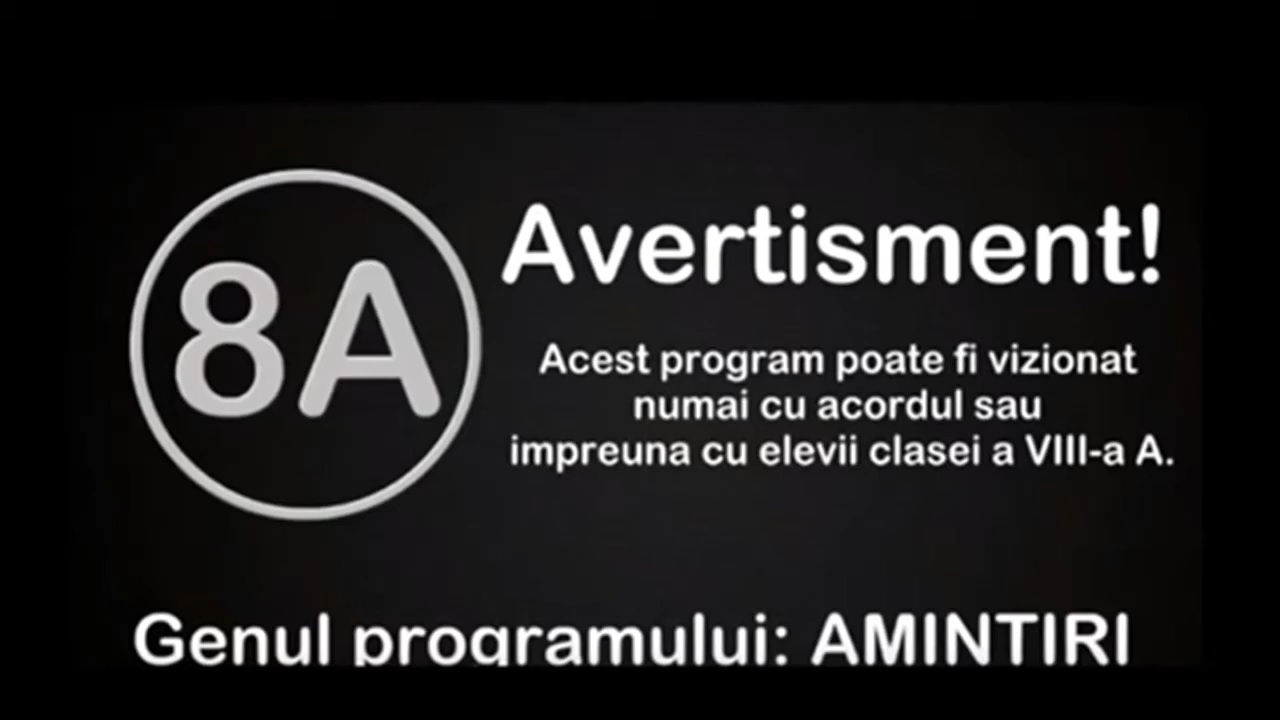 8A
Avertisment!
Acest program poate fi vizionat
numai cu acordul sau
impreuna cu elevii clasei a VIII-a A.
Genul programului: AMINTIRI